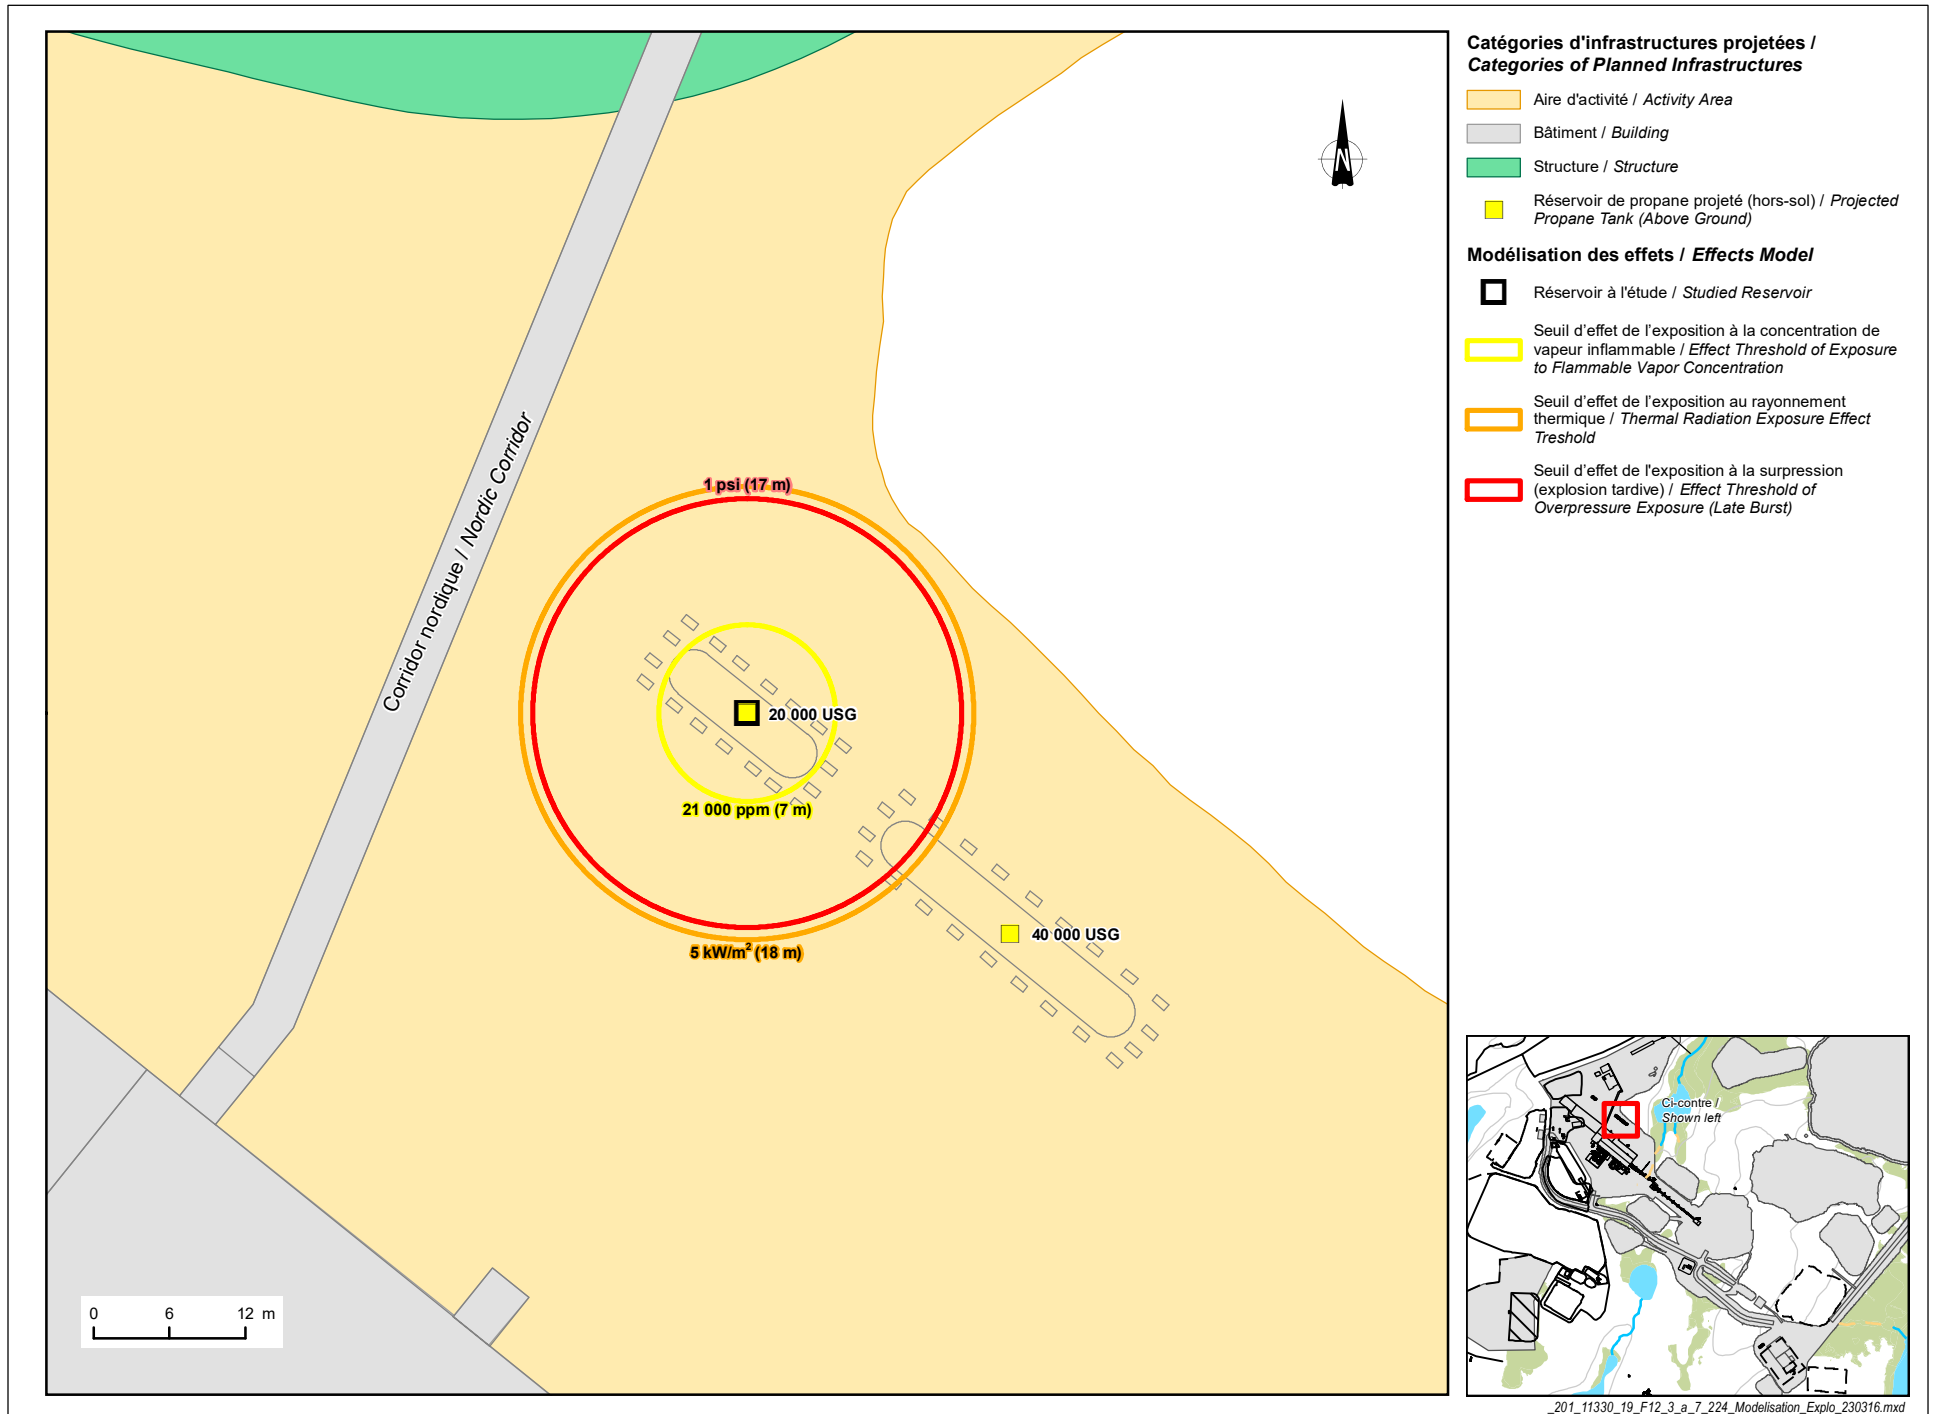 Catégories d'infrastructures projetées /
Categories of Planned Infrastructures
Aire d'activité / Activity Area
Bâtiment / Building
Structure / Structure
Réservoir de propane projeté (hors-sol) / Projected
Propane Tank (Above Ground)
Modélisation des effets / Effects Model
Réservoir à l'étude / Studied Reservoir
Seuil d’effet de l’exposition à la concentration de
vapeur inflammable / Effect Threshold of Exposure
to Flammable Vapor Concentration
Seuil d’effet de l’exposition au rayonnement
thermique / Thermal Radiation Exposure Effect
Treshold
Seuil d’effet de l'exposition à la surpression
(explosion tardive) / Effect Threshold of
Overpressure Exposure (Late Burst)
N
Corridor nordique / Nordic Corridor
1 psi (17 m)
20 000 USG
21 000 ppm (7 m)
40 000 USG
5 kW/m² (18 m)
0 6 12 m
Ci-contre /
Shown left
_201_11330_19_F12_3_a_7_224_Modelisation_Explo_230316.mxd